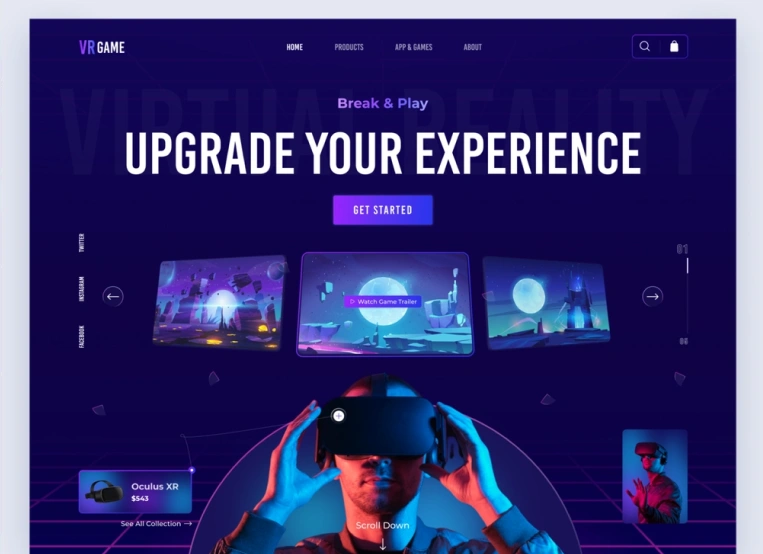 VR GAME
HOME PRODUCTS APP & GAMES ABOUT
VIRTUAL REALITY
Break & Play
UPGRADE YOUR EXPERIENCE
GET STARTED
TWITTER
INSTAGRAM
FACEBOOK
01
Watch Game Trailer
06
Oculus XR
$543
See All Collection →
Scroll Down